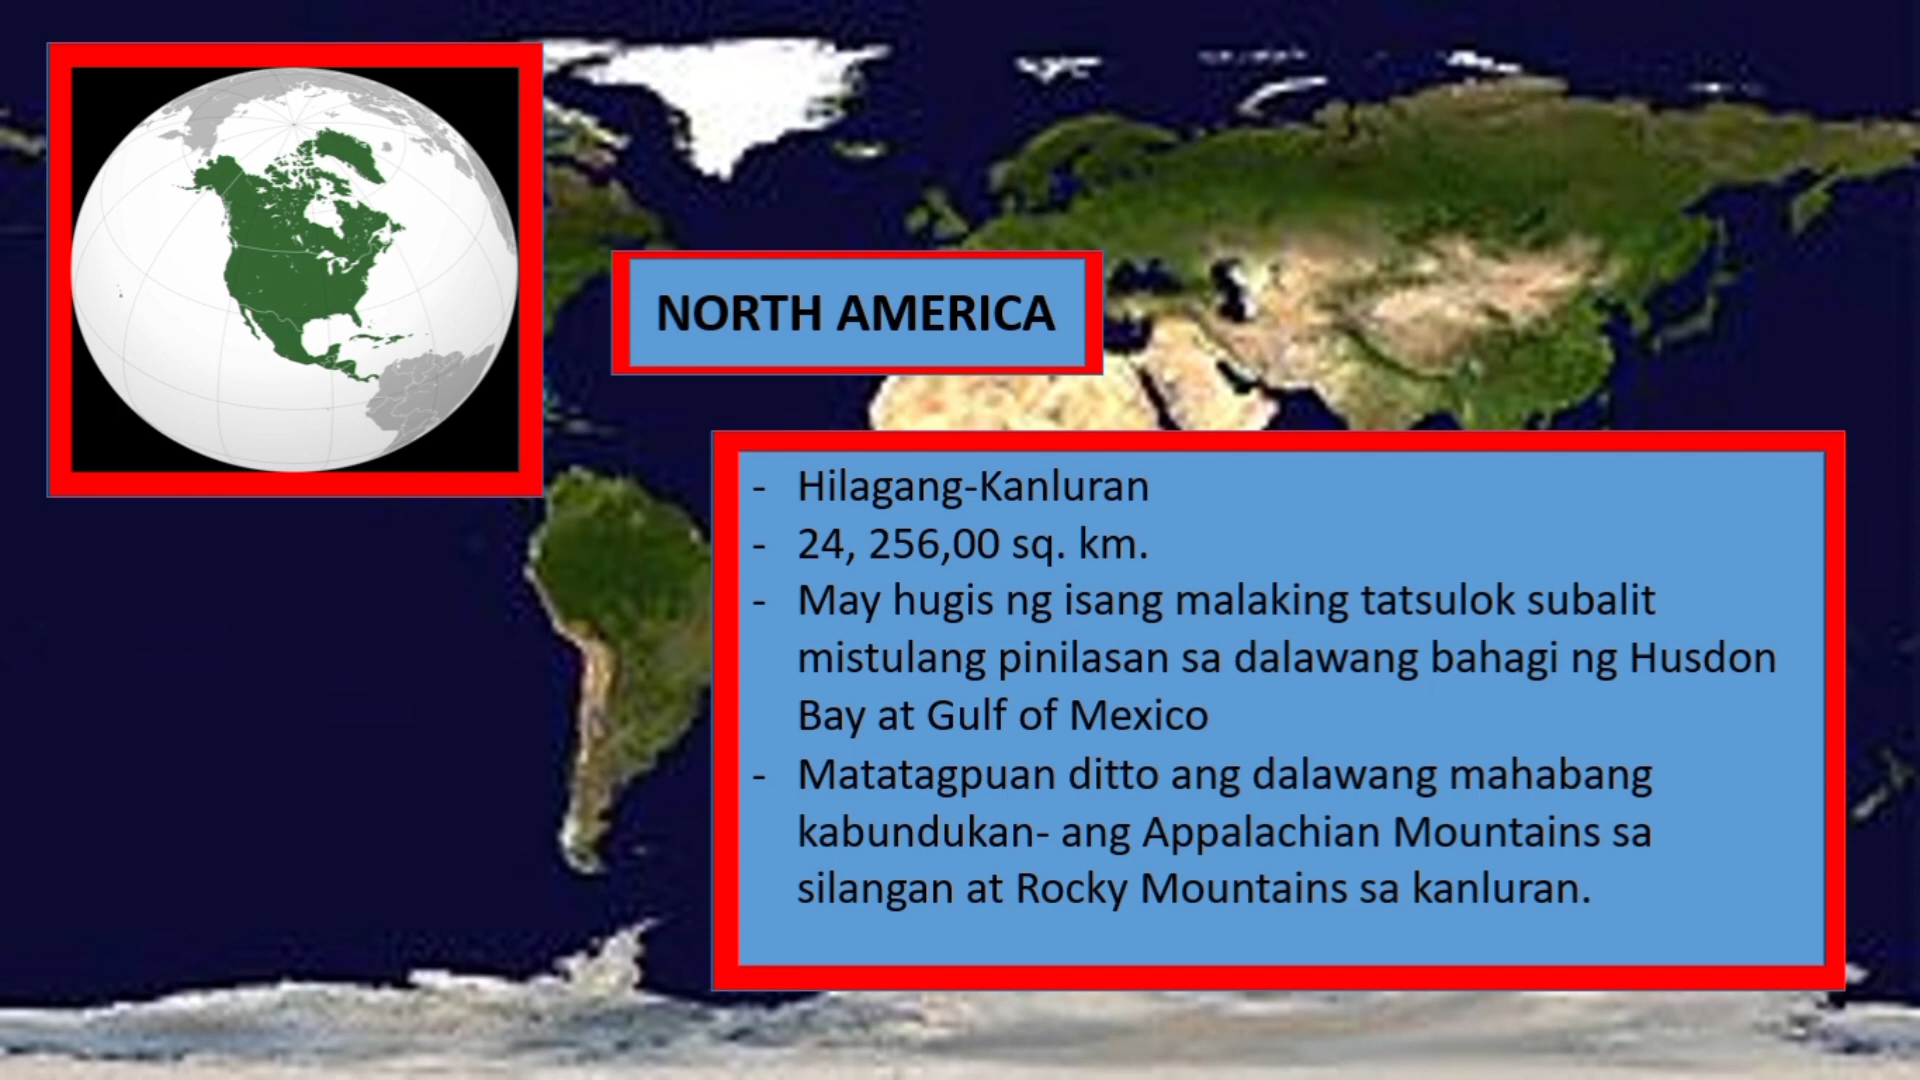 NORTH AMERICA
- Hilagang-Kanluran
- 24, 256,00 sq. km.
- May hugis ng isang malaking tatsulok subalit
mistulang pinilasan sa dalawang bahagi ng Husdon
Bay at Gulf of Mexico
- Matatagpuan ditto ang dalawang mahabang
kabundukan- ang Appalachian Mountains sa
silangan at Rocky Mountains sa kanluran.